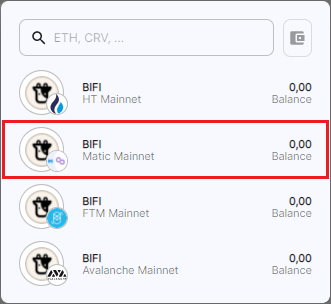 ETH, CRV, ...
BIFI 0,00
HT Mainnet Balance
BIFI 0,00
Matic Mainnet Balance
BIFI 0,00
FTM Mainnet Balance
BIFI 0,00
Avalanche Mainnet Balance